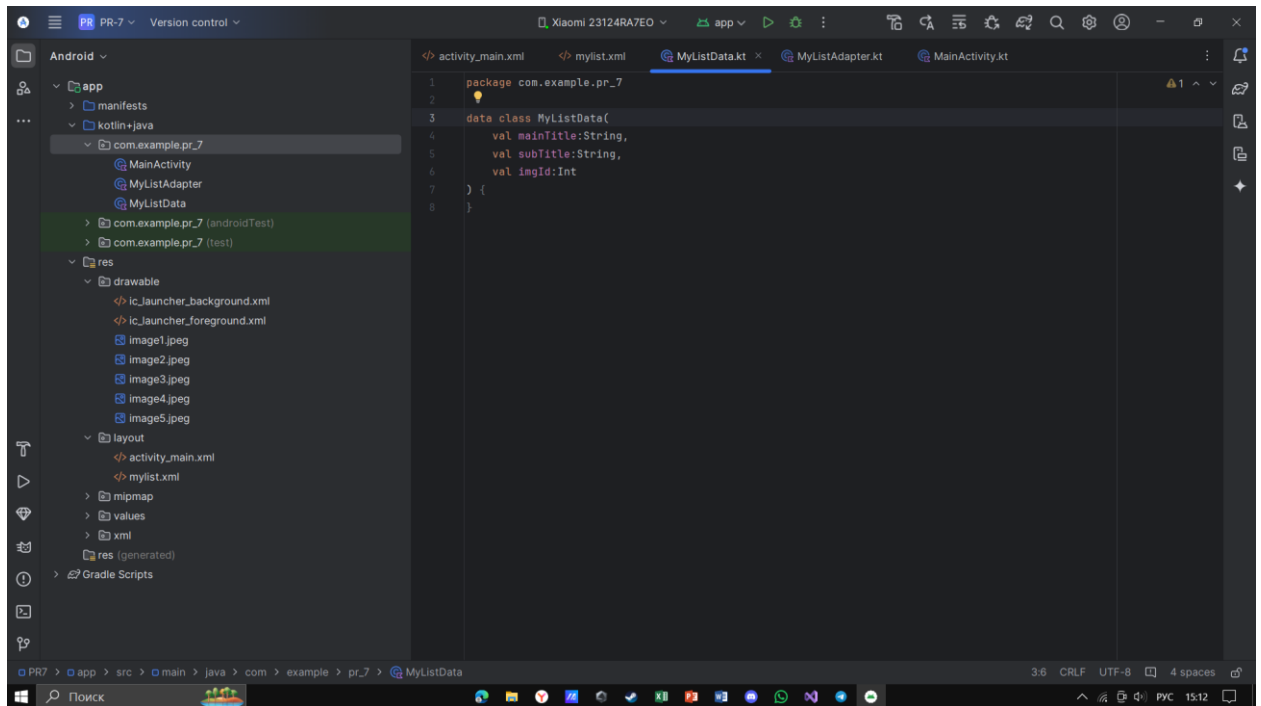 PR PR-7 Version control Xiaomi 23124RA7EO app
Android
app
manifests
kotlin+java
com.example.pr_7
MainActivity
MyListAdapter
MyListData
com.example.pr_7 (androidTest)
com.example.pr_7 (test)
res
drawable
ic_launcher_background.xml
ic_launcher_foreground.xml
image1.jpeg
image2.jpeg
image3.jpeg
image4.jpeg
image5.jpeg
layout
activity_main.xml
mylist.xml
mipmap
values
xml
res (generated)
Gradle Scripts
activity_main.xml mylist.xml MyListData.kt MyListAdapter.kt MainActivity.kt
1 package com.example.pr_7
2
3 data class MyListData(
4 val mainTitle:String,
5 val subTitle:String,
6 val imgId:Int
7 ) {
8 }
1
PR7 > app > src > main > java > com > example > pr_7 > MyListData 3:6 CRLF UTF-8 4 spaces
Поиск РУС 15:12